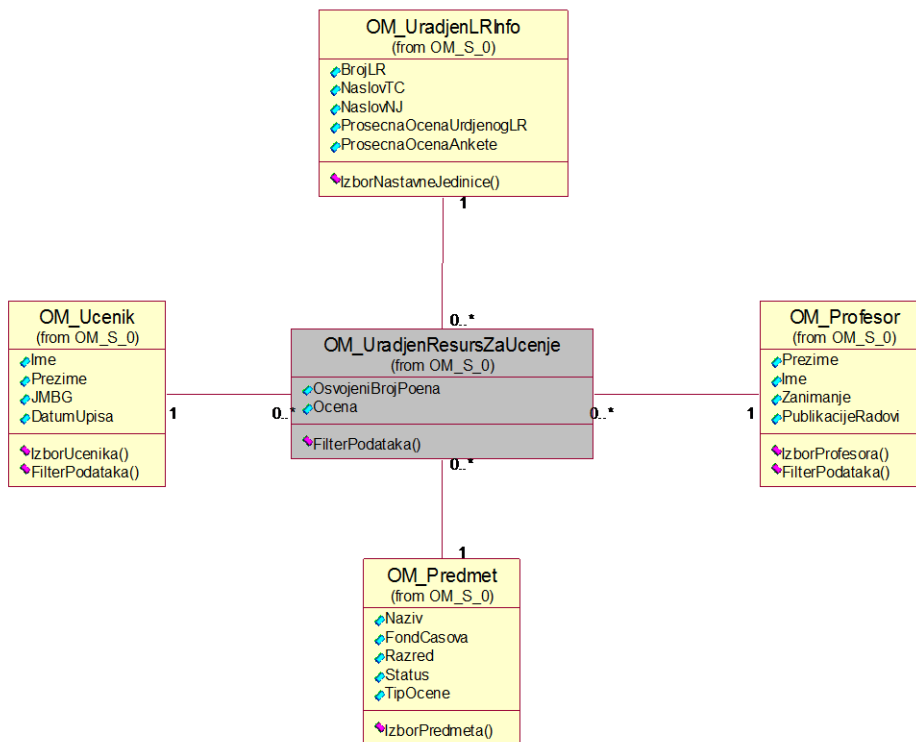 OM_UradjenLRInfo
(from OM_S_0)
BrojLR
NaslovTC
NaslovNJ
ProsecnaOcenaUrdjenogLR
ProsecnaOcenaAnkete
IzborNastavneJedinice()
1
0..*
OM_Ucenik
(from OM_S_0)
Ime
Prezime
JMBG
DatumUpisa
IzborUcenika()
FilterPodataka()
1
0..*
OM_UradjenResursZaUcenje
(from OM_S_0)
OsvojeniBrojPoena
Ocena
FilterPodataka()
0..*
1
OM_Profesor
(from OM_S_0)
Prezime
Ime
Zanimanje
PublikacijeRadovi
IzborProfesora()
FilterPodataka()
0..*
1
OM_Predmet
(from OM_S_0)
Naziv
FondCasova
Razred
Status
TipOcene
IzborPredmeta()